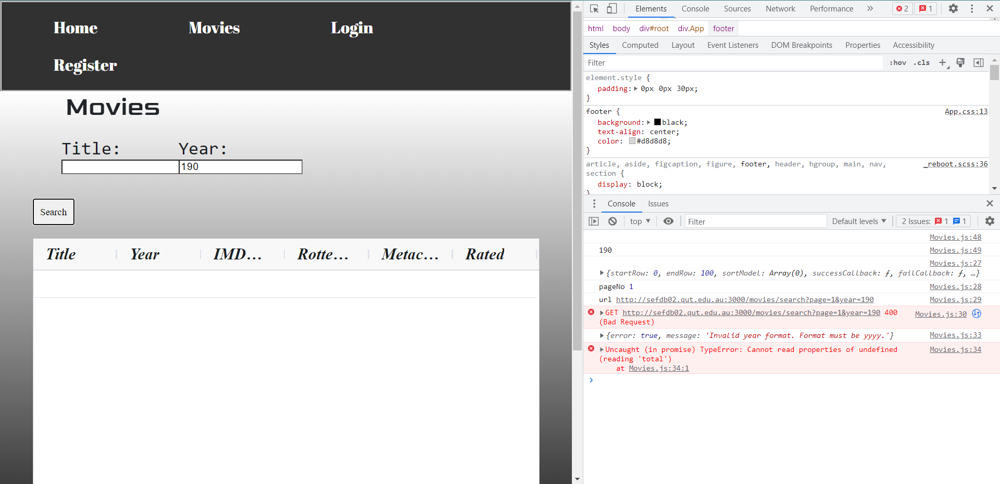 Home Movies Login
Register
Movies
Title: Year:
190
Search
Title Year IMD... Rotte... Metac... Rated
Elements Console Sources Network Performance » 2 1
html body div#root div.App footer
Styles Computed Layout Event Listeners DOM Breakpoints Properties Accessibility
Filter :hov .cls
element.style {
padding: 0px 0px 30px;
}
footer { App.css:13
background: black;
text-align: center;
color: #d8d8d8;
}
article, aside, figcaption, figure, footer, header, hgroup, main, nav, _reboot.scss:36
section {
display: block;
}
Console Issues
top Filter Default levels 2 Issues: 1 1
Movies.js:48
190 Movies.js:49
Movies.js:27
{startRow: 0, endRow: 100, sortModel: Array(0), successCallback: ƒ, failCallback: ƒ, …}
pageNo 1 Movies.js:28
url http://sefdb02.qut.edu.au:3000/movies/search?page=1&year=190 Movies.js:29
GET http://sefdb02.qut.edu.au:3000/movies/search?page=1&year=190 400 Movies.js:30
(Bad Request)
{error: true, message: 'Invalid year format. Format must be yyyy.'} Movies.js:33
Uncaught (in promise) TypeError: Cannot read properties of undefined Movies.js:34
(reading 'total')
at Movies.js:34:1